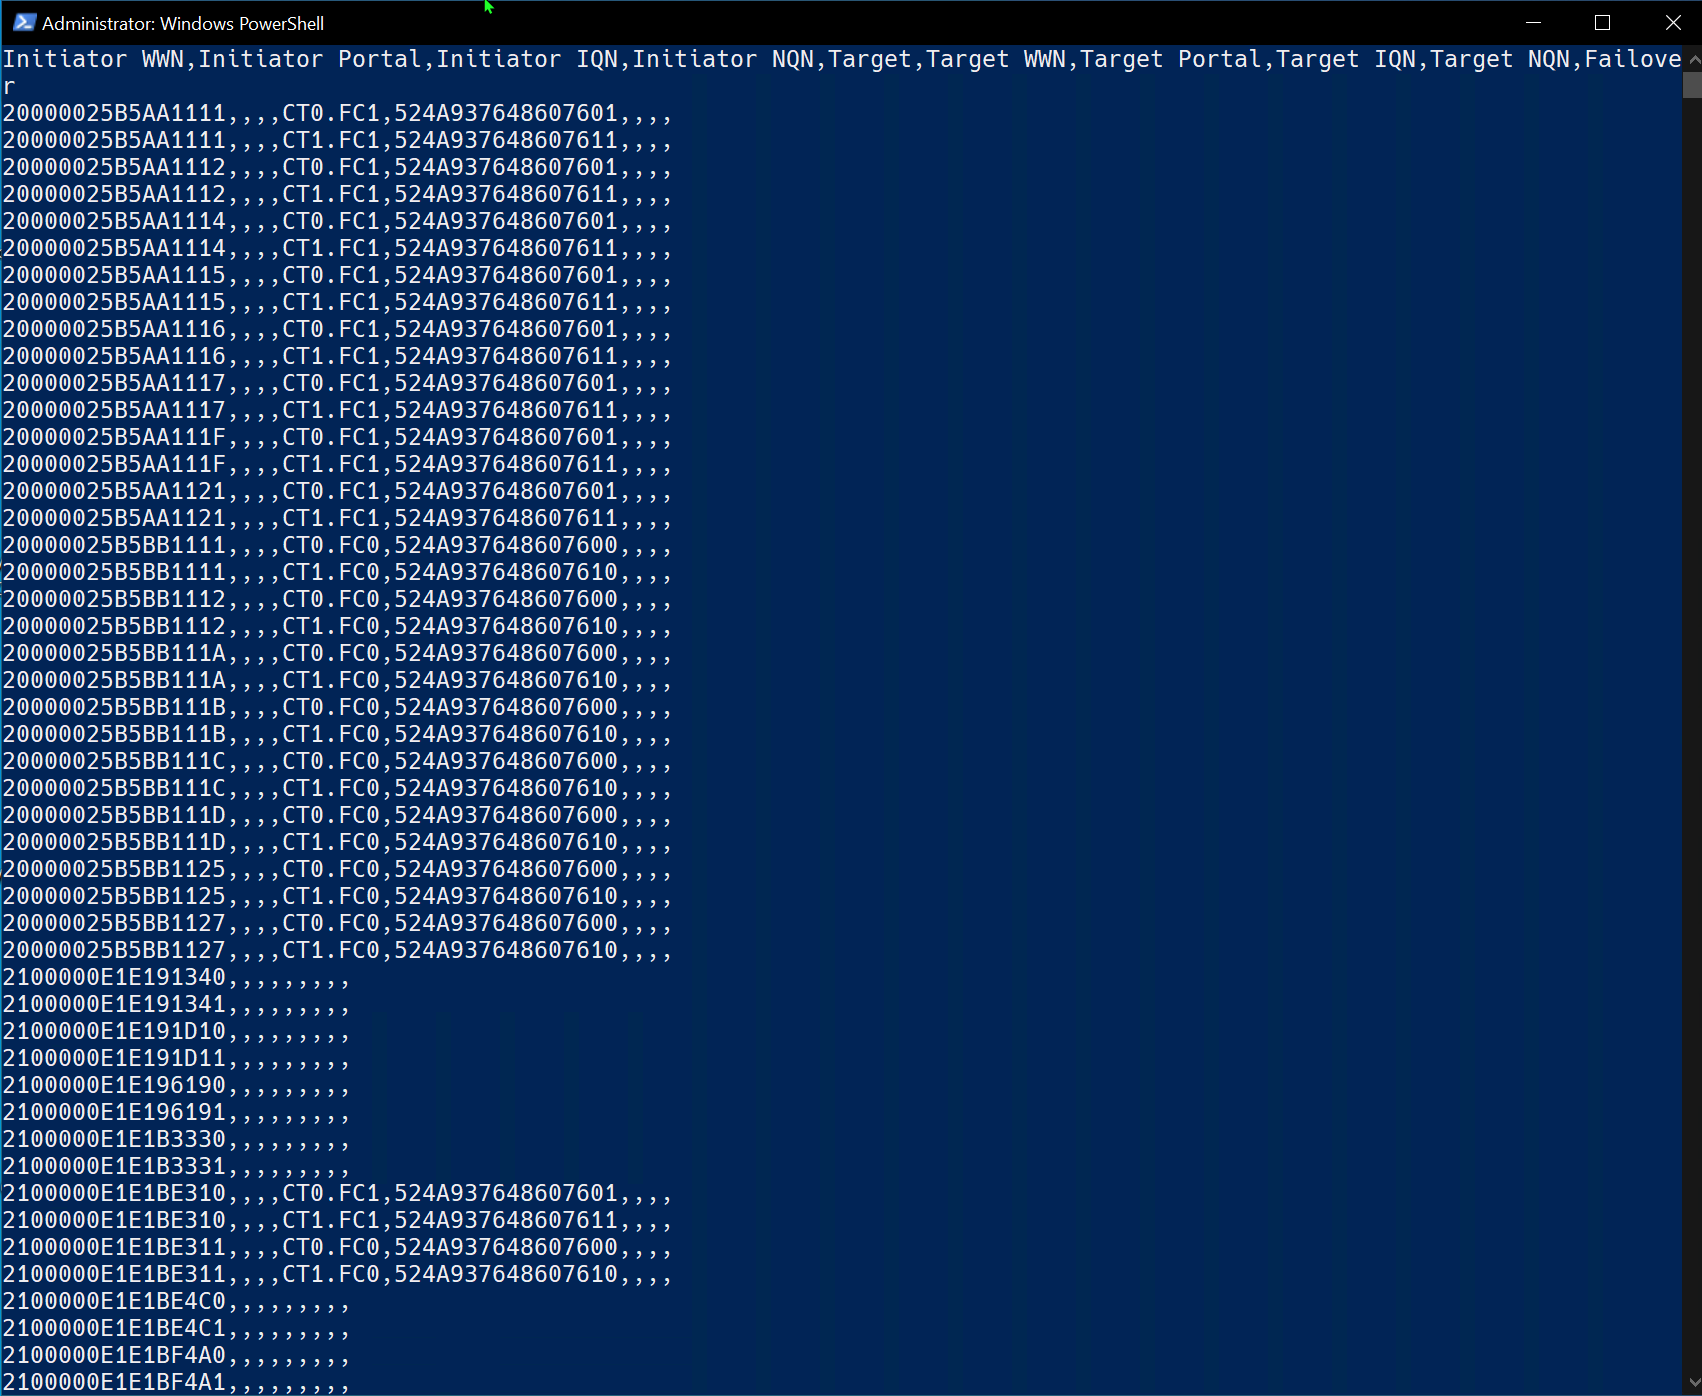 Administrator: Windows PowerShell
Initiator WWN,Initiator Portal,Initiator IQN,Initiator NQN,Target,Target WWN,Target Portal,Target IQN,Target NQN,Failove
r
20000025B5AA1111,,,,CT0.FC1,524A937648607601,,,,
20000025B5AA1111,,,,CT1.FC1,524A937648607611,,,,
20000025B5AA1112,,,,CT0.FC1,524A937648607601,,,,
20000025B5AA1112,,,,CT1.FC1,524A937648607611,,,,
20000025B5AA1114,,,,CT0.FC1,524A937648607601,,,,
20000025B5AA1114,,,,CT1.FC1,524A937648607611,,,,
20000025B5AA1115,,,,CT0.FC1,524A937648607601,,,,
20000025B5AA1115,,,,CT1.FC1,524A937648607611,,,,
20000025B5AA1116,,,,CT0.FC1,524A937648607601,,,,
20000025B5AA1116,,,,CT1.FC1,524A937648607611,,,,
20000025B5AA1117,,,,CT0.FC1,524A937648607601,,,,
20000025B5AA1117,,,,CT1.FC1,524A937648607611,,,,
20000025B5AA111F,,,,CT0.FC1,524A937648607601,,,,
20000025B5AA111F,,,,CT1.FC1,524A937648607611,,,,
20000025B5AA1121,,,,CT0.FC1,524A937648607601,,,,
20000025B5AA1121,,,,CT1.FC1,524A937648607611,,,,
20000025B5BB1111,,,,CT0.FC0,524A937648607600,,,,
20000025B5BB1111,,,,CT1.FC0,524A937648607610,,,,
20000025B5BB1112,,,,CT0.FC0,524A937648607600,,,,
20000025B5BB1112,,,,CT1.FC0,524A937648607610,,,,
20000025B5BB111A,,,,CT0.FC0,524A937648607600,,,,
20000025B5BB111A,,,,CT1.FC0,524A937648607610,,,,
20000025B5BB111B,,,,CT0.FC0,524A937648607600,,,,
20000025B5BB111B,,,,CT1.FC0,524A937648607610,,,,
20000025B5BB111C,,,,CT0.FC0,524A937648607600,,,,
20000025B5BB111C,,,,CT1.FC0,524A937648607610,,,,
20000025B5BB111D,,,,CT0.FC0,524A937648607600,,,,
20000025B5BB111D,,,,CT1.FC0,524A937648607610,,,,
20000025B5BB1125,,,,CT0.FC0,524A937648607600,,,,
20000025B5BB1125,,,,CT1.FC0,524A937648607610,,,,
20000025B5BB1127,,,,CT0.FC0,524A937648607600,,,,
20000025B5BB1127,,,,CT1.FC0,524A937648607610,,,,
2100000E1E191340,,,,,,,,,
2100000E1E191341,,,,,,,,,
2100000E1E191D10,,,,,,,,,
2100000E1E191D11,,,,,,,,,
2100000E1E196190,,,,,,,,,
2100000E1E196191,,,,,,,,,
2100000E1E1B3330,,,,,,,,,
2100000E1E1B3331,,,,,,,,,
2100000E1E1BE310,,,,CT0.FC1,524A937648607601,,,,
2100000E1E1BE310,,,,CT1.FC1,524A937648607611,,,,
2100000E1E1BE311,,,,CT0.FC0,524A937648607600,,,,
2100000E1E1BE311,,,,CT1.FC0,524A937648607610,,,,
2100000E1E1BE4C0,,,,,,,,,
2100000E1E1BE4C1,,,,,,,,,
2100000E1E1BF4A0,,,,,,,,,
2100000E1E1BF4A1,,,,,,,,,